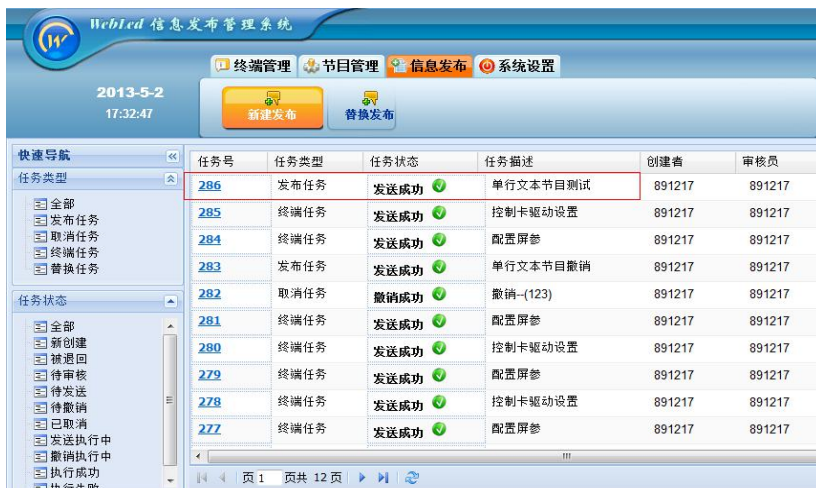 WebLed 信息发布管理系统
终端管理 节目管理 信息发布 系统设置
2013-5-2
17:32:47
新建发布 替换发布
快速导航
任务类型
全部
发布任务
取消任务
终端任务
替换任务
任务状态
全部
新创建
被退回
待审核
待发送
待撤销
已取消
发送执行中
撤销执行中
执行成功
执行失败
任务号 任务类型 任务状态 任务描述 创建者 审核员
286 发布任务 发送成功 单行文本节目测试 891217 891217
285 终端任务 发送成功 控制卡驱动设置 891217 891217
284 终端任务 发送成功 配置屏参 891217 891217
283 发布任务 发送成功 单行文本节目撤销 891217 891217
282 取消任务 撤销成功 撤销--(123) 891217 891217
281 终端任务 发送成功 配置屏参 891217 891217
280 终端任务 发送成功 控制卡驱动设置 891217 891217
279 终端任务 发送成功 配置屏参 891217 891217
278 终端任务 发送成功 控制卡驱动设置 891217 891217
277 终端任务 发送成功 配置屏参 891217 891217
页 1 页共 12 页